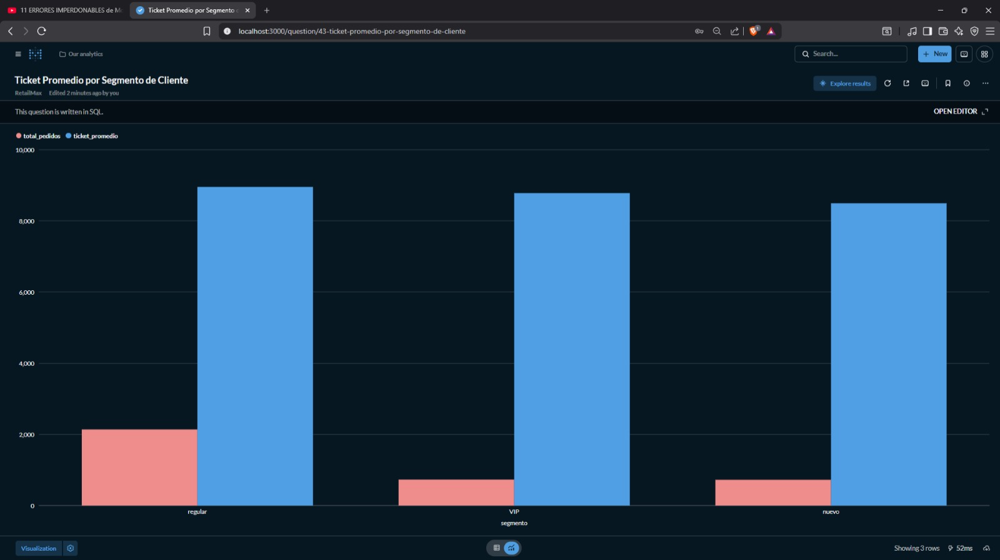 11 ERRORES IMPERDONABLES de M
Ticket Promedio por Segmento
localhost:3000/question/43-ticket-promedio-por-segmento-de-cliente
1
Our analytics
Search...
+ New
Ticket Promedio por Segmento de Cliente
RetailMax Edited 2 minutes ago by you
Explore results
This question is written in SQL.
OPEN EDITOR
total_pedidos ticket_promedio
10,000
8,000
6,000
4,000
2,000
0
regular VIP nuevo
segmento
Visualization
Showing 3 rows 52ms